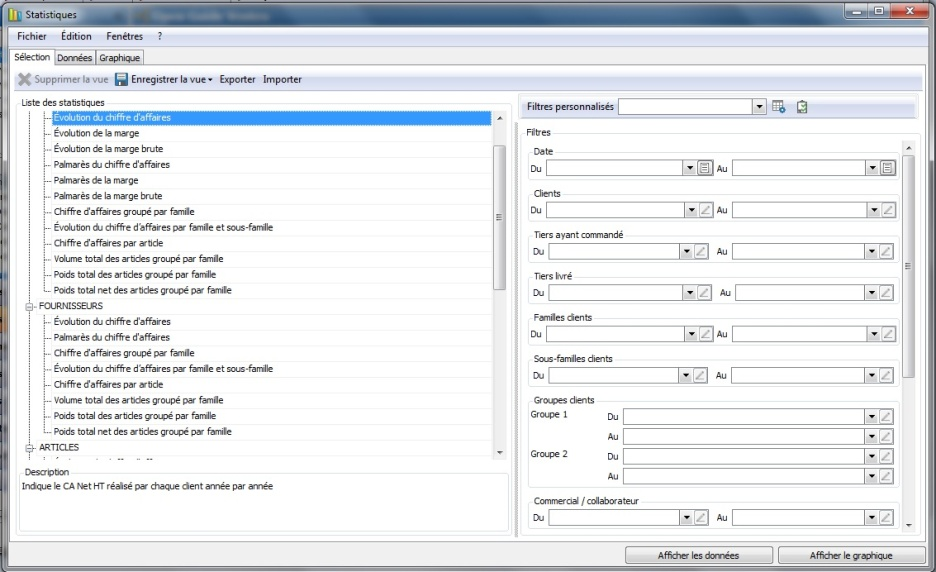 Statistiques
Fichier Édition Fenêtres ?
Sélection Données Graphique
Supprimer la vue Enregistrer la vue Exporter Importer
Liste des statistiques
Évolution du chiffre d'affaires
Évolution de la marge
Évolution de la marge brute
Palmarès du chiffre d'affaires
Palmarès de la marge
Palmarès de la marge brute
Chiffre d'affaires groupé par famille
Évolution du chiffre d'affaires par famille et sous-famille
Chiffre d'affaires par article
Volume total des articles groupé par famille
Poids total des articles groupé par famille
Poids total net des articles groupé par famille
FOURNISSEURS
Évolution du chiffre d'affaires
Palmarès du chiffre d'affaires
Chiffre d'affaires groupé par famille
Évolution du chiffre d'affaires par famille et sous-famille
Chiffre d'affaires par article
Volume total des articles groupé par famille
Poids total des articles groupé par famille
Poids total net des articles groupé par famille
ARTICLES
Description
Indique le CA Net HT réalisé par chaque client année par année
Filtres personnalisés
Filtres
Date
Du Au
Clients
Du Au
Tiers ayant commandé
Du Au
Tiers livré
Du Au
Familles clients
Du Au
Sous-familles clients
Du Au
Groupes clients
Groupe 1 Du
Au
Groupe 2 Du
Au
Commercial / collaborateur
Du Au
Afficher les données Afficher le graphique